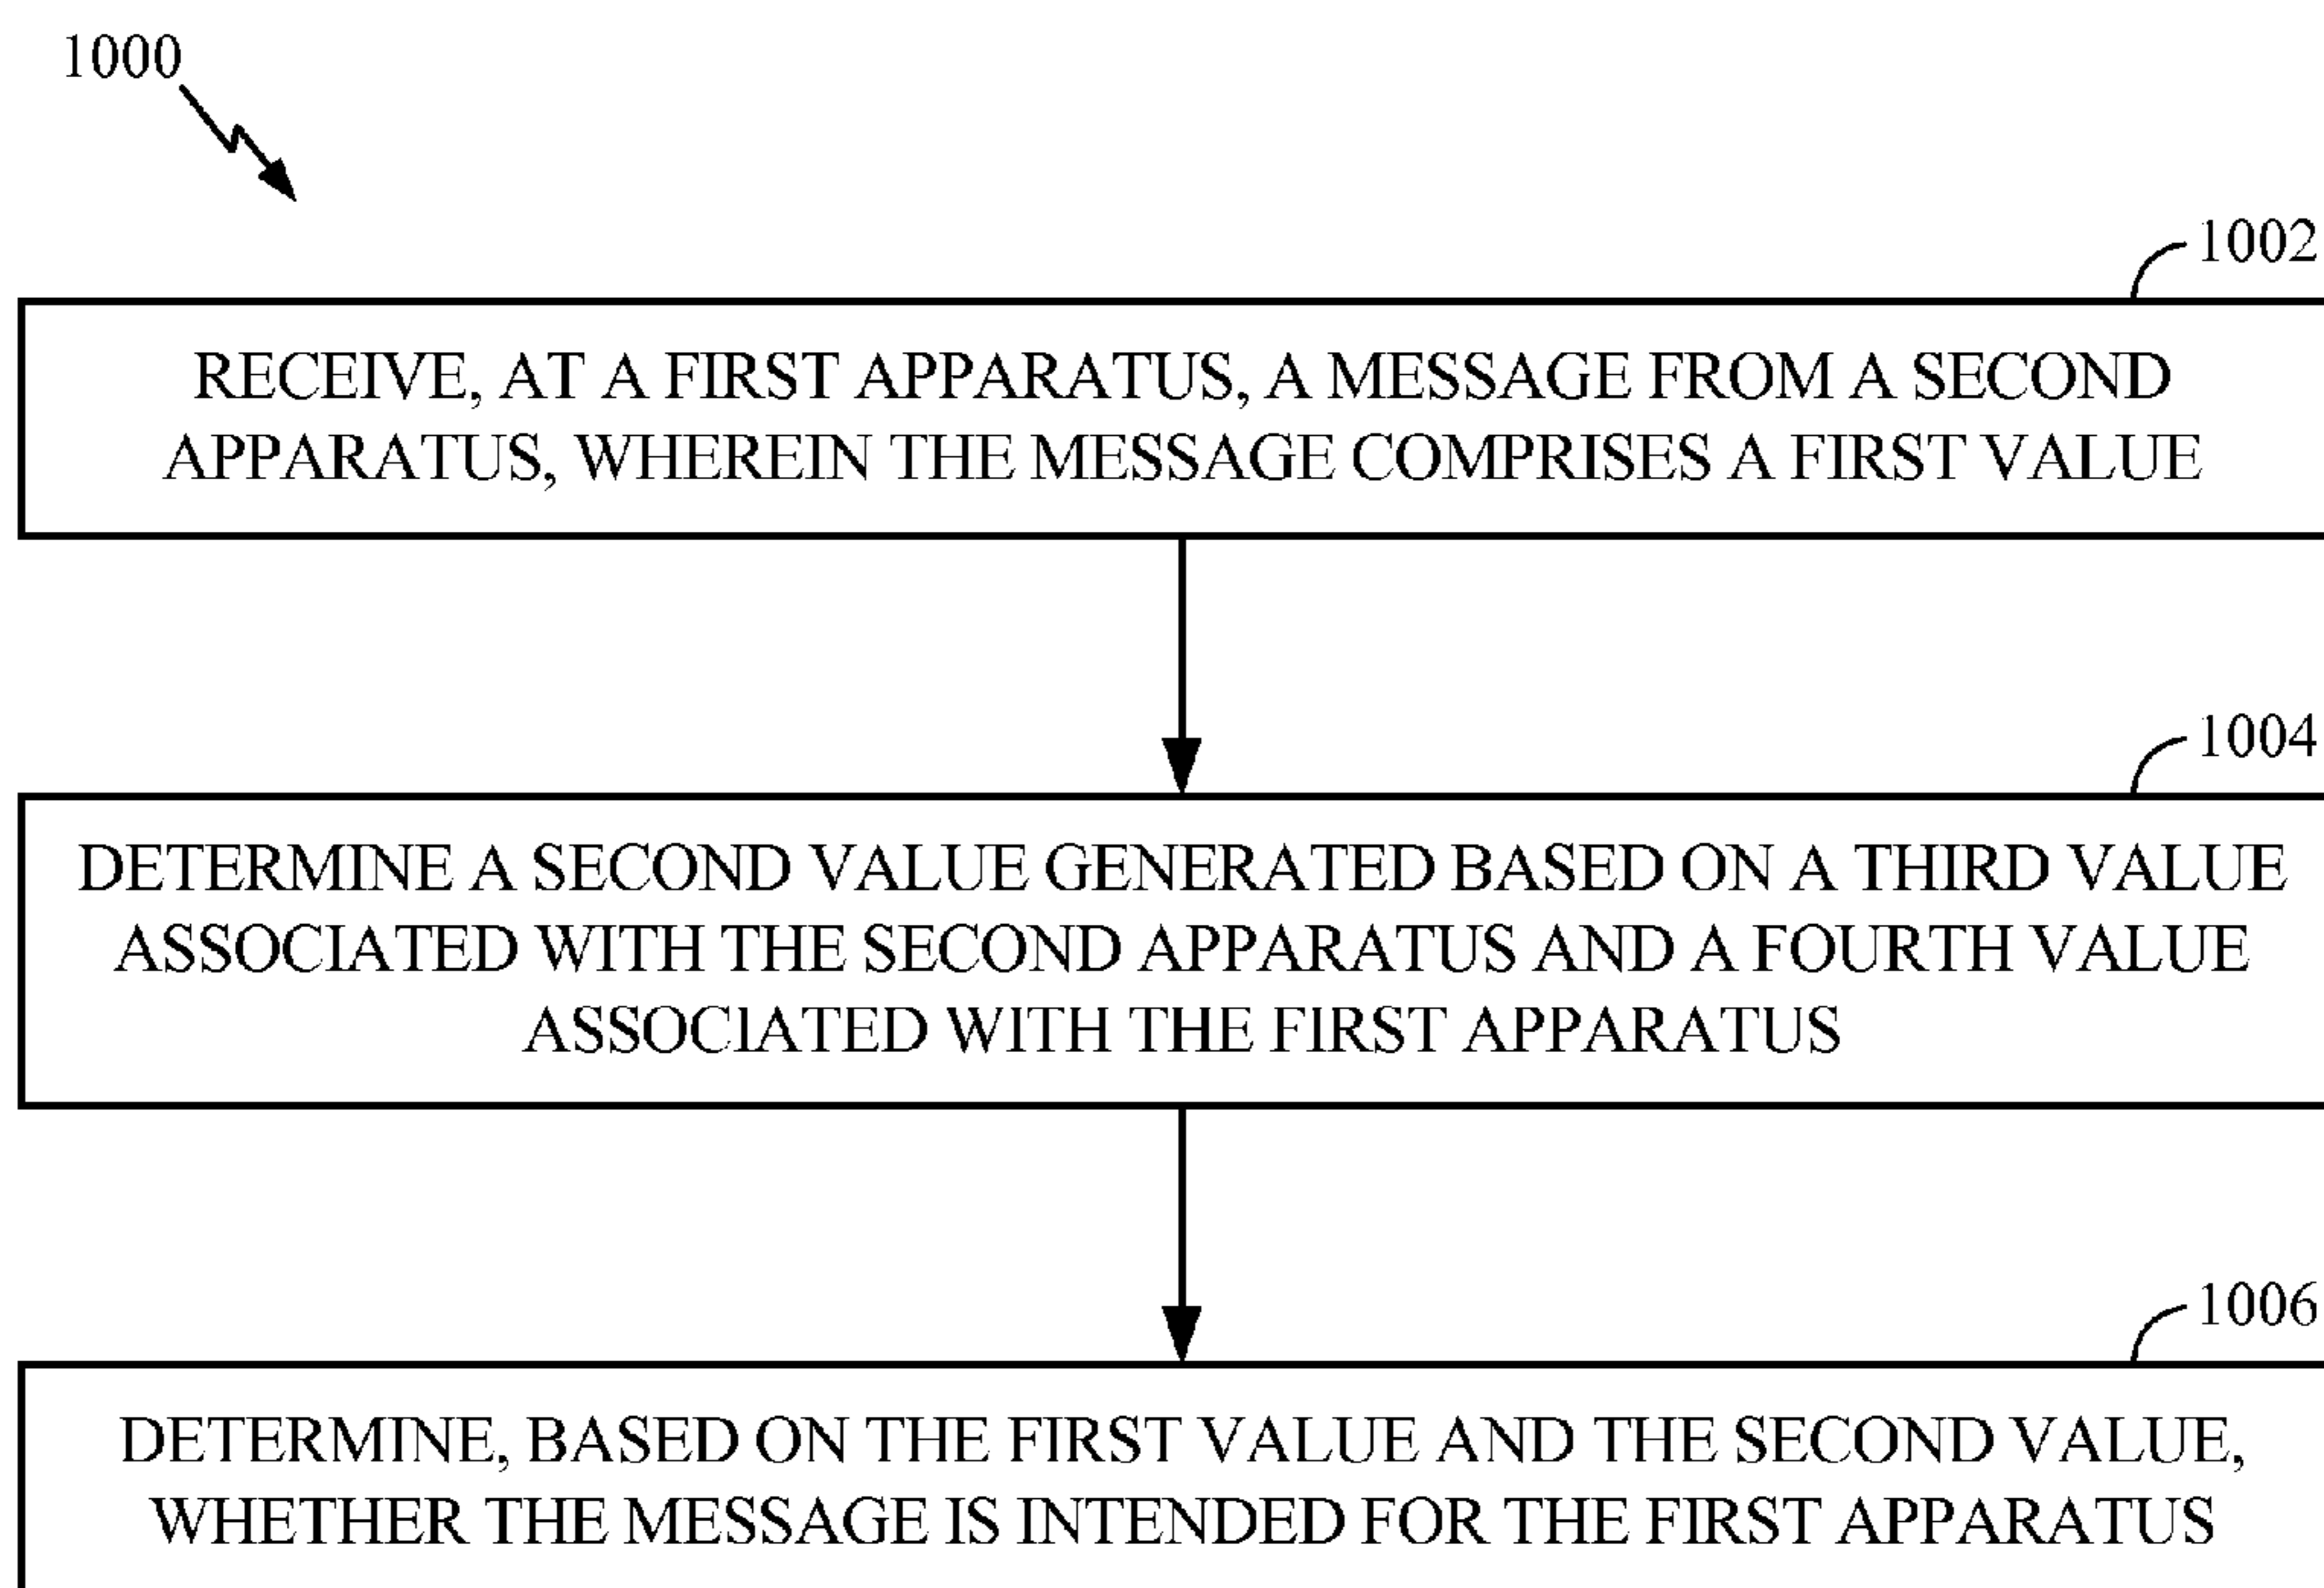 1000
1002
RECEIVE, AT A FIRST APPARATUS, A MESSAGE FROM A SECOND
APPARATUS, WHEREIN THE MESSAGE COMPRISES A FIRST VALUE
1004
DETERMINE A SECOND VALUE GENERATED BASED ON A THIRD VALUE
ASSOCIATED WITH THE SECOND APPARATUS AND A FOURTH VALUE
ASSOCIATED WITH THE FIRST APPARATUS
1006
DETERMINE, BASED ON THE FIRST VALUE AND THE SECOND VALUE,
WHETHER THE MESSAGE IS INTENDED FOR THE FIRST APPARATUS